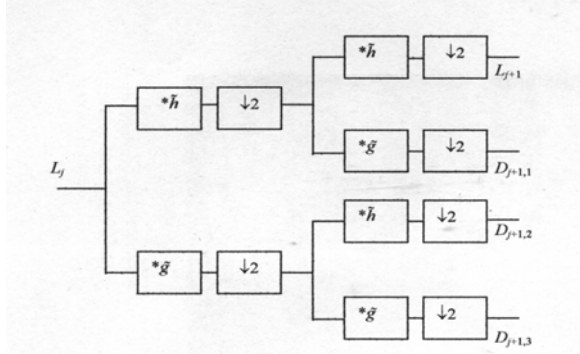 *h̃ ↓2
L_{j+1}
*h̃ ↓2
*g̃ ↓2
L_j
D_{j+1,1}
*h̃ ↓2
D_{j+1,2}
*g̃ ↓2
*g̃ ↓2
D_{j+1,3}